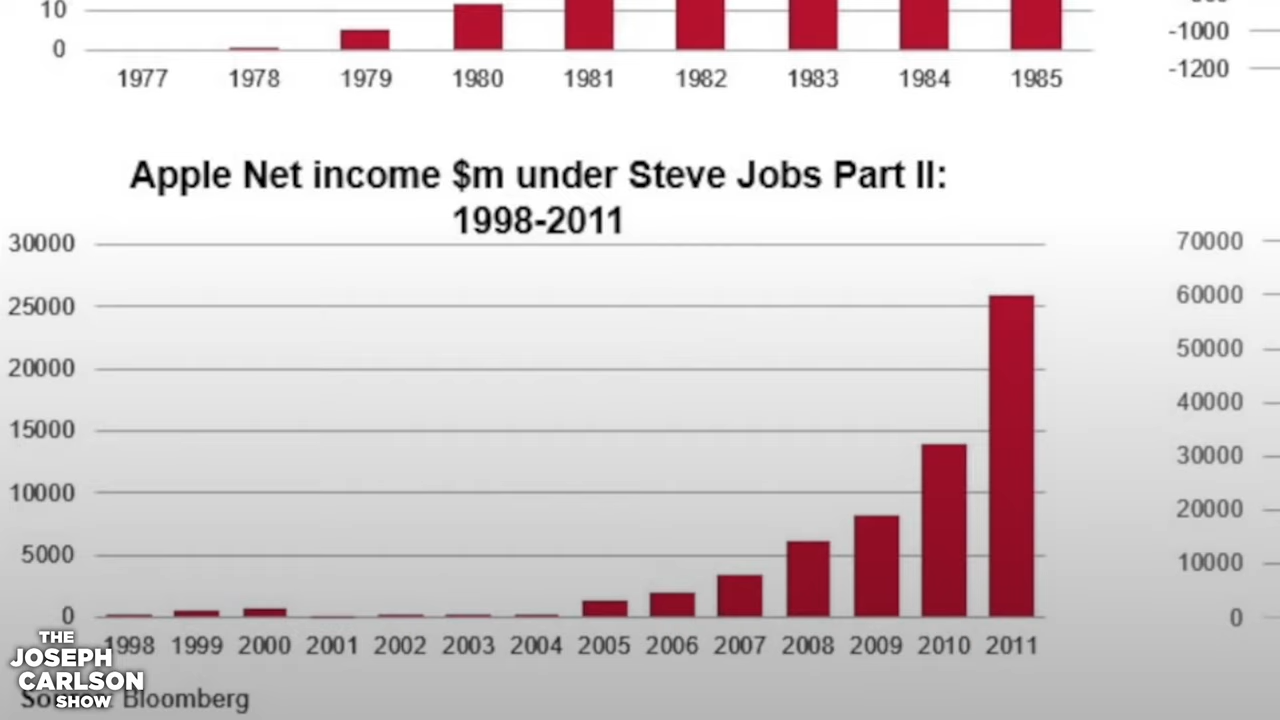 10
0
1977 1978 1979 1980 1981 1982 1983 1984 1985
-1000
-1200
Apple Net income $m under Steve Jobs Part II:
1998-2011
30000
25000
20000
15000
10000
5000
0
1998 1999 2000 2001 2002 2003 2004 2005 2006 2007 2008 2009 2010 2011
70000
60000
50000
40000
30000
20000
10000
0
Bloomberg
THE
JOSEPH
CARLSON
SHOW